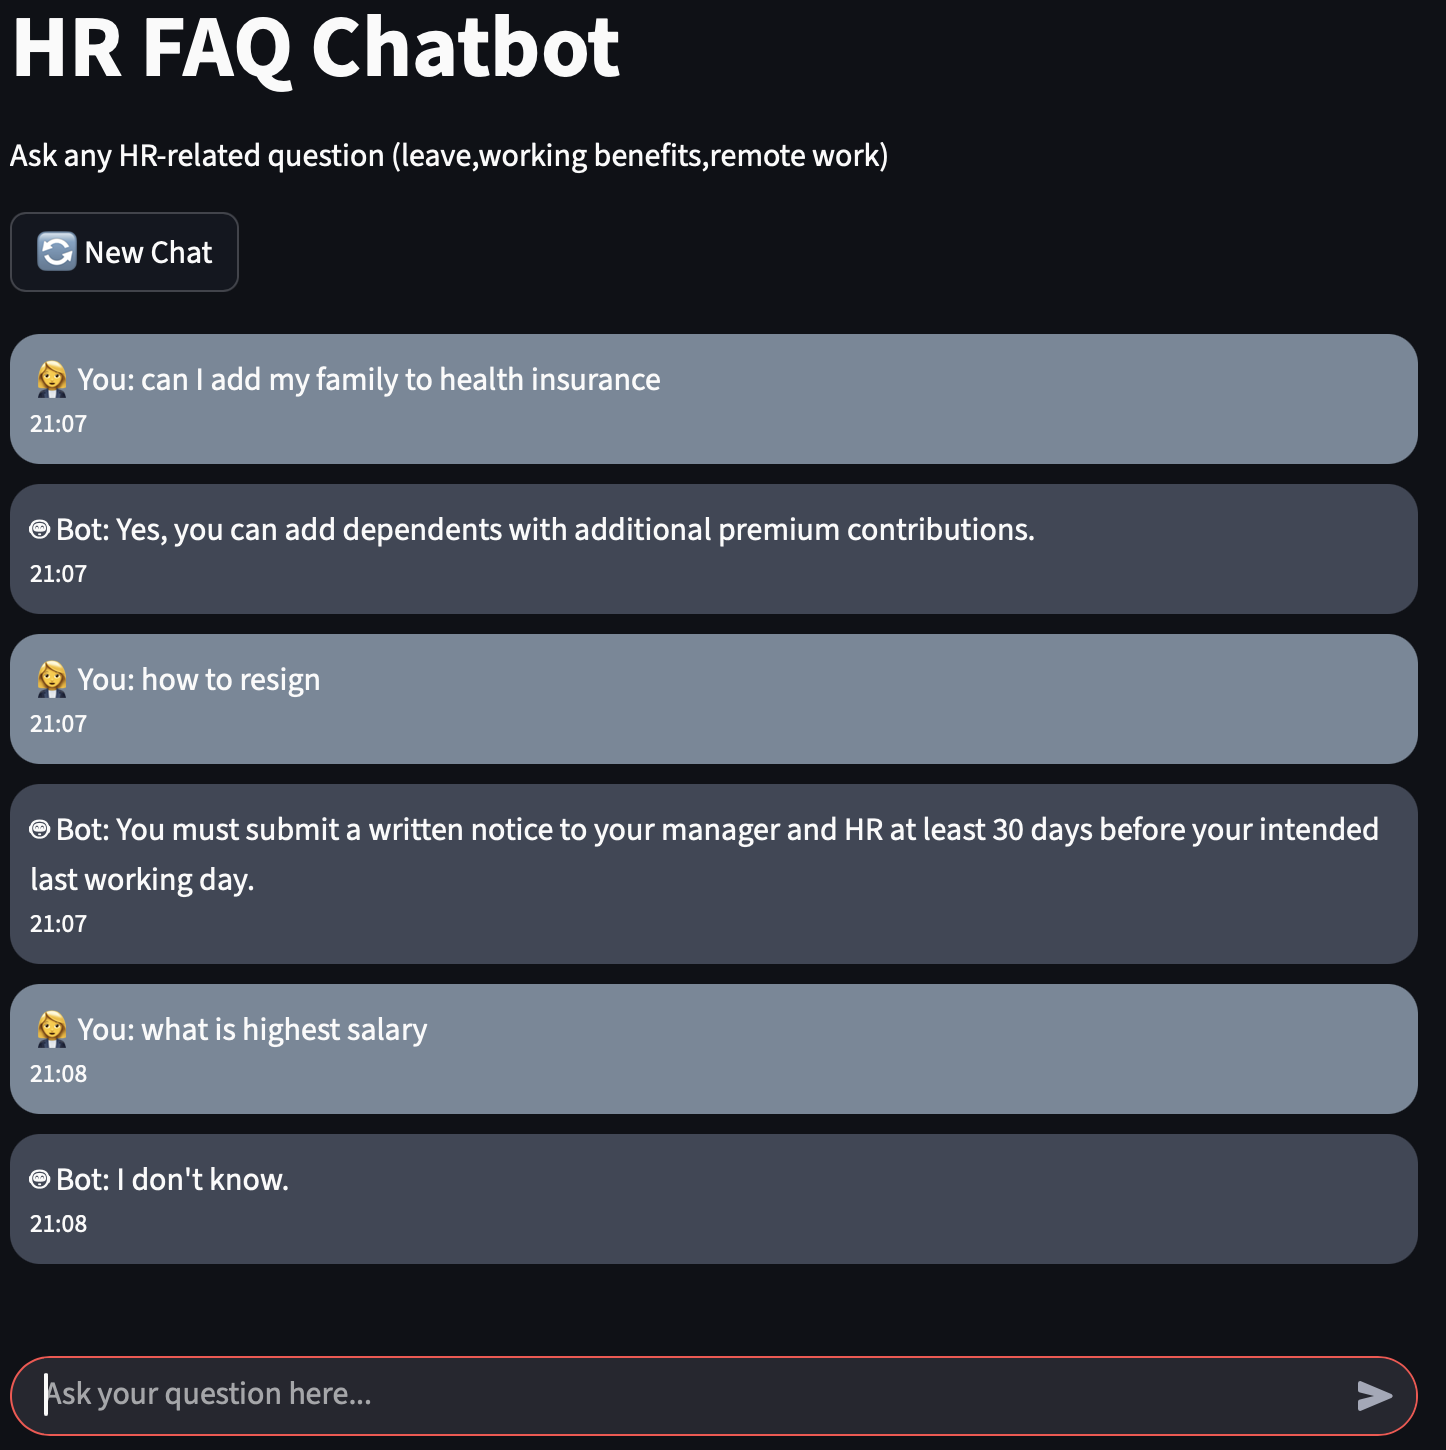 HR FAQ Chatbot
Ask any HR-related question (leave,working benefits,remote work)
New Chat
You: can I add my family to health insurance
21:07
Bot: Yes, you can add dependents with additional premium contributions.
21:07
You: how to resign
21:07
Bot: You must submit a written notice to your manager and HR at least 30 days before your intended
last working day.
21:07
You: what is highest salary
21:08
Bot: I don't know.
21:08
Ask your question here...